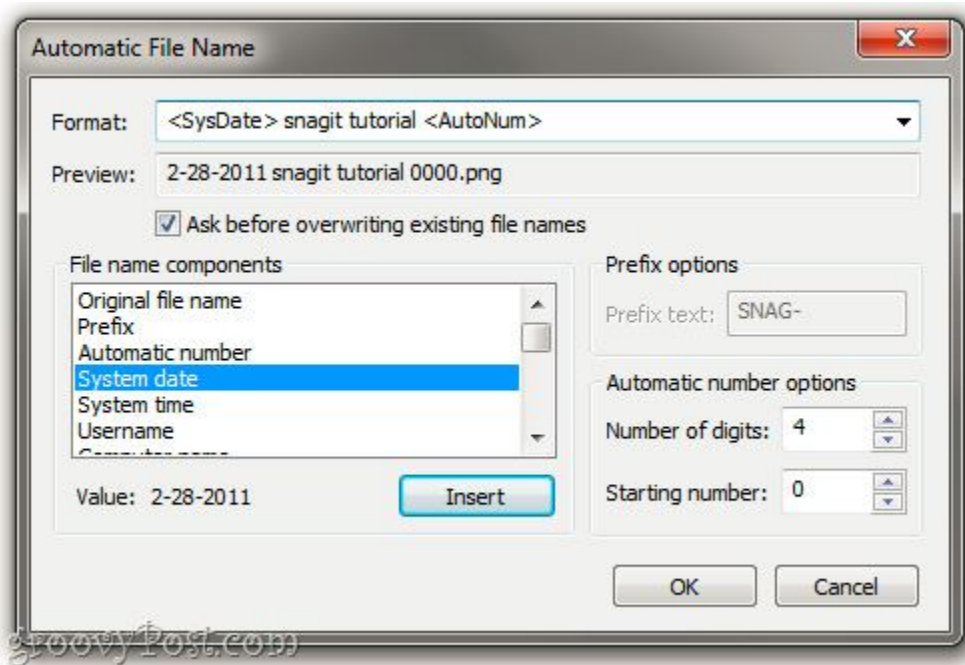 Automatic File Name
Format: <SysDate> snagit tutorial <AutoNum>
Preview: 2-28-2011 snagit tutorial 0000.png
Ask before overwriting existing file names
File name components
Original file name
Prefix
Automatic number
System date
System time
Username
Computer name
Value: 2-28-2011 Insert
Prefix options
Prefix text: SNAG-
Automatic number options
Number of digits: 4
Starting number: 0
OK Cancel
groovyPost.com